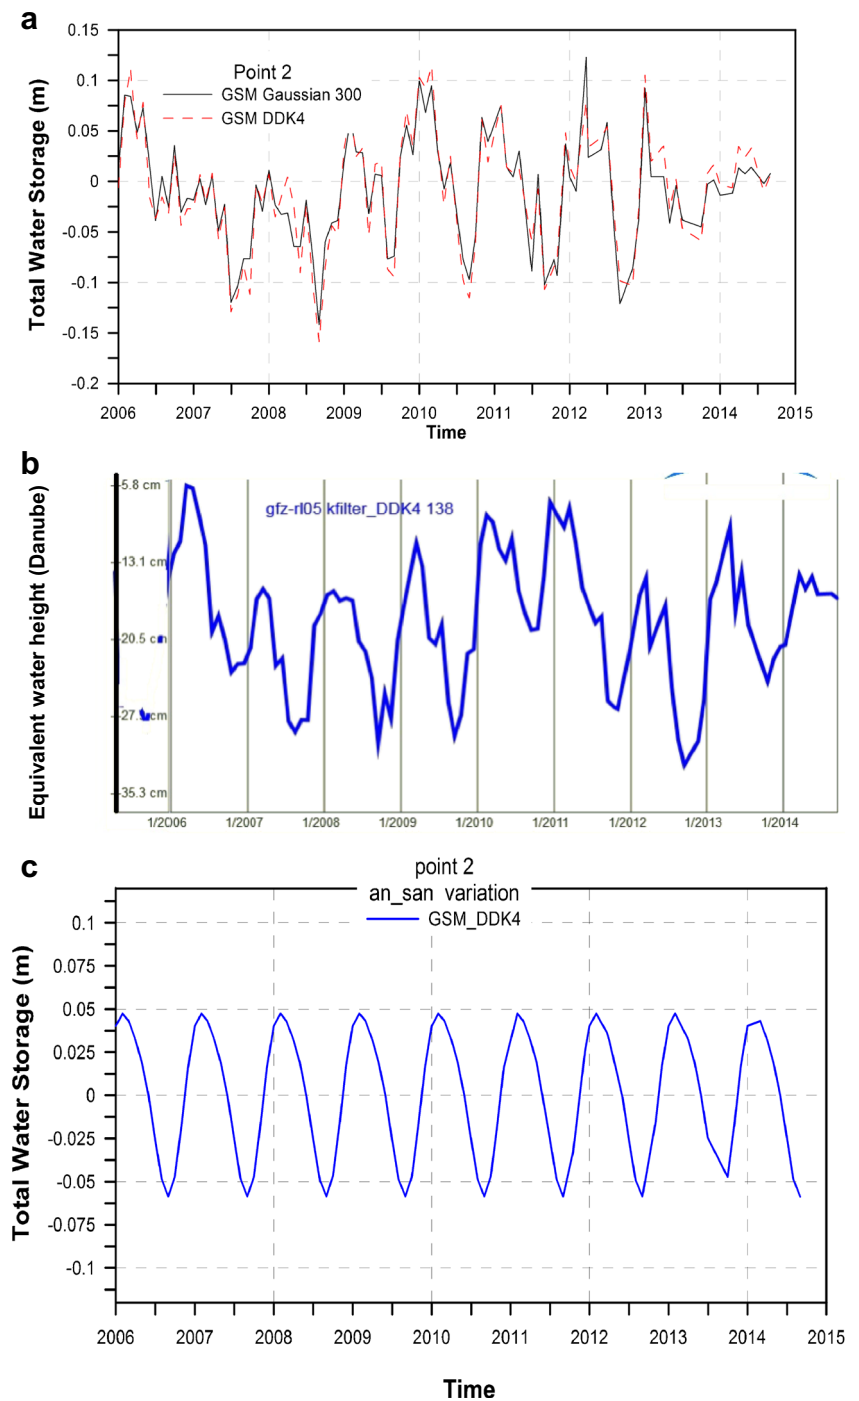 a
Total Water Storage (m)
0.15
0.1
0.05
0
-0.05
-0.1
-0.15
-0.2
Point 2
GSM Gaussian 300
GSM DDK4
2006 2007 2008 2009 2010 2011 2012 2013 2014 2015
Time
b
Equivalent water height (Danube)
-5.8 cm
-13.1 cm
-20.5 cm
-35.3 cm
gfz-rl05 kfilter_DDK4 138
1/2006 1/2007 1/2008 1/2009 1/2010 1/2011 1/2012 1/2013 1/2014
c
point 2
an_san variation
GSM_DDK4
Total Water Storage (m)
0.1
0.075
0.05
0.025
0
-0.025
-0.05
-0.075
-0.1
2006 2007 2008 2009 2010 2011 2012 2013 2014 2015
Time